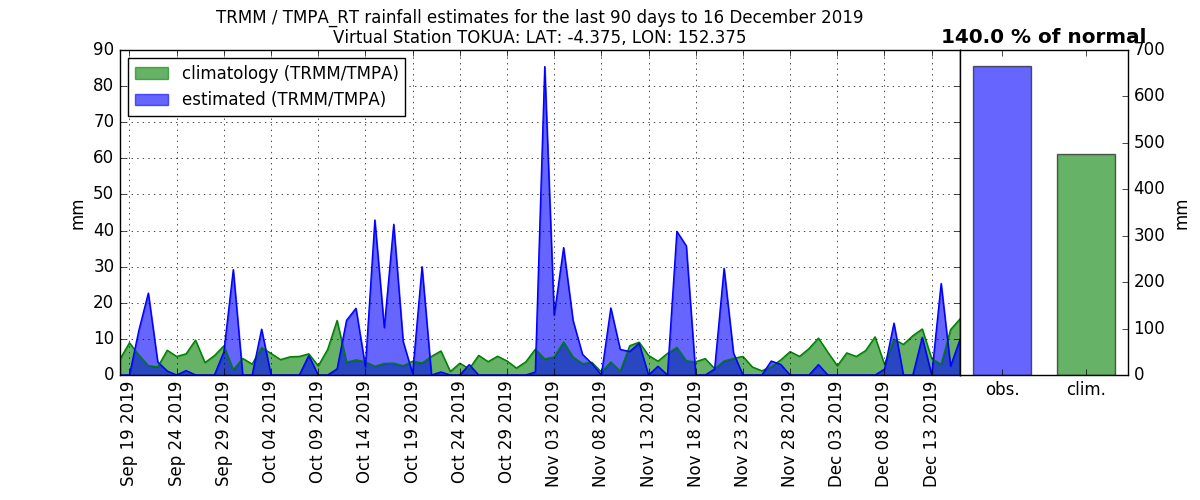 TRMM / TMPA_RT rainfall estimates for the last 90 days to 16 December 2019
Virtual Station TOKUA: LAT: -4.375, LON: 152.375
140.0 % of normal
climatology (TRMM/TMPA)
estimated (TRMM/TMPA)
90
80
70
60
50
40
30
20
10
0
mm
Sep 19 2019
Sep 24 2019
Sep 29 2019
Oct 04 2019
Oct 09 2019
Oct 14 2019
Oct 19 2019
Oct 24 2019
Oct 29 2019
Nov 03 2019
Nov 08 2019
Nov 13 2019
Nov 18 2019
Nov 23 2019
Nov 28 2019
Dec 03 2019
Dec 08 2019
Dec 13 2019
obs.
clim.
700
600
500
400
300
200
100
0
mm